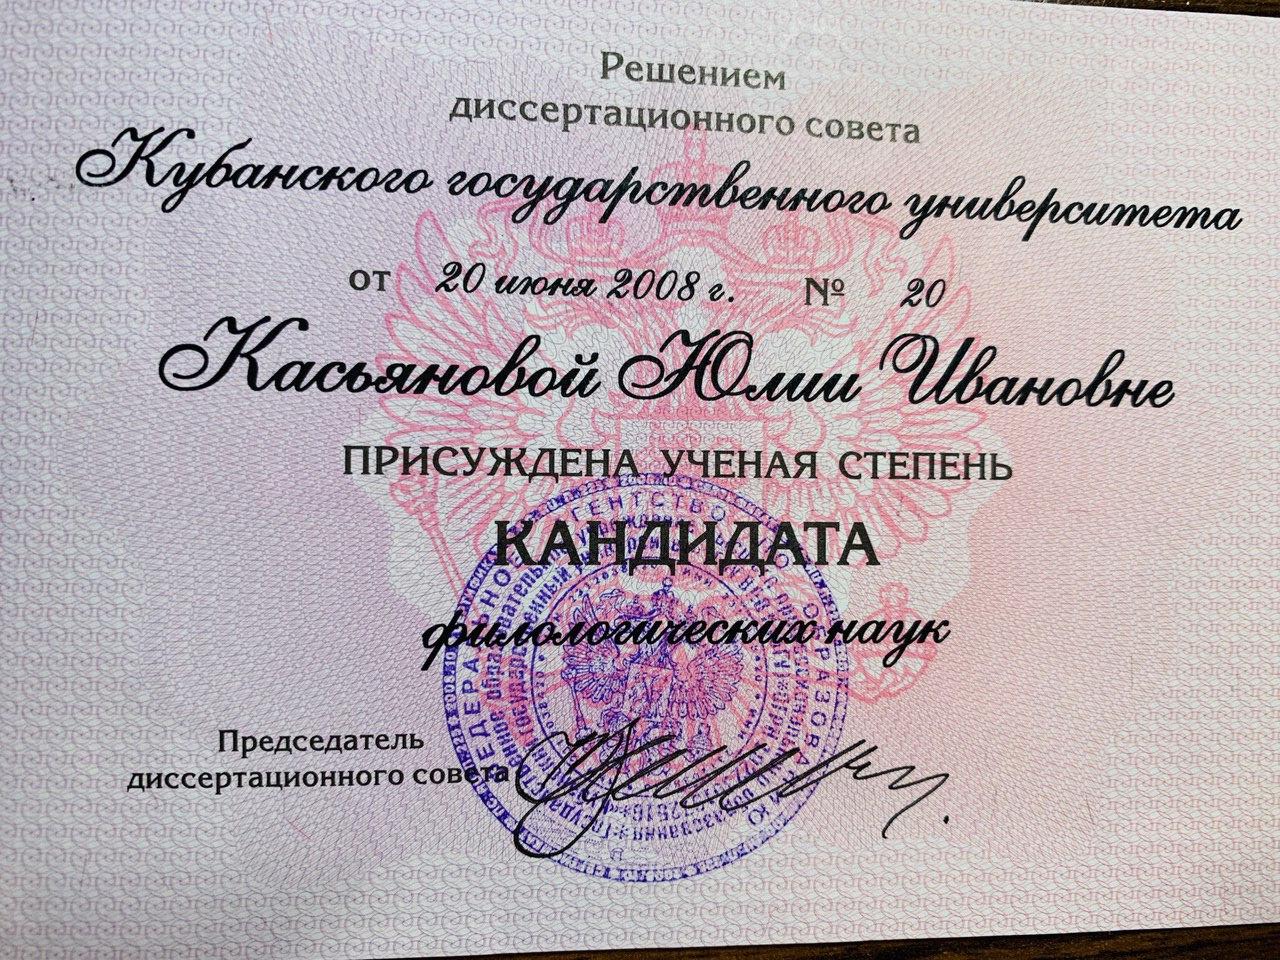 Решением
диссертационного совета
Кубанского государственного университета
от 20 июня 2008 г. № 20
Касьяновой Юлии Ивановне
ПРИСУЖДЕНА УЧЕНАЯ СТЕПЕНЬ
КАНДИДАТА
филологических наук
Председатель
диссертационного совета